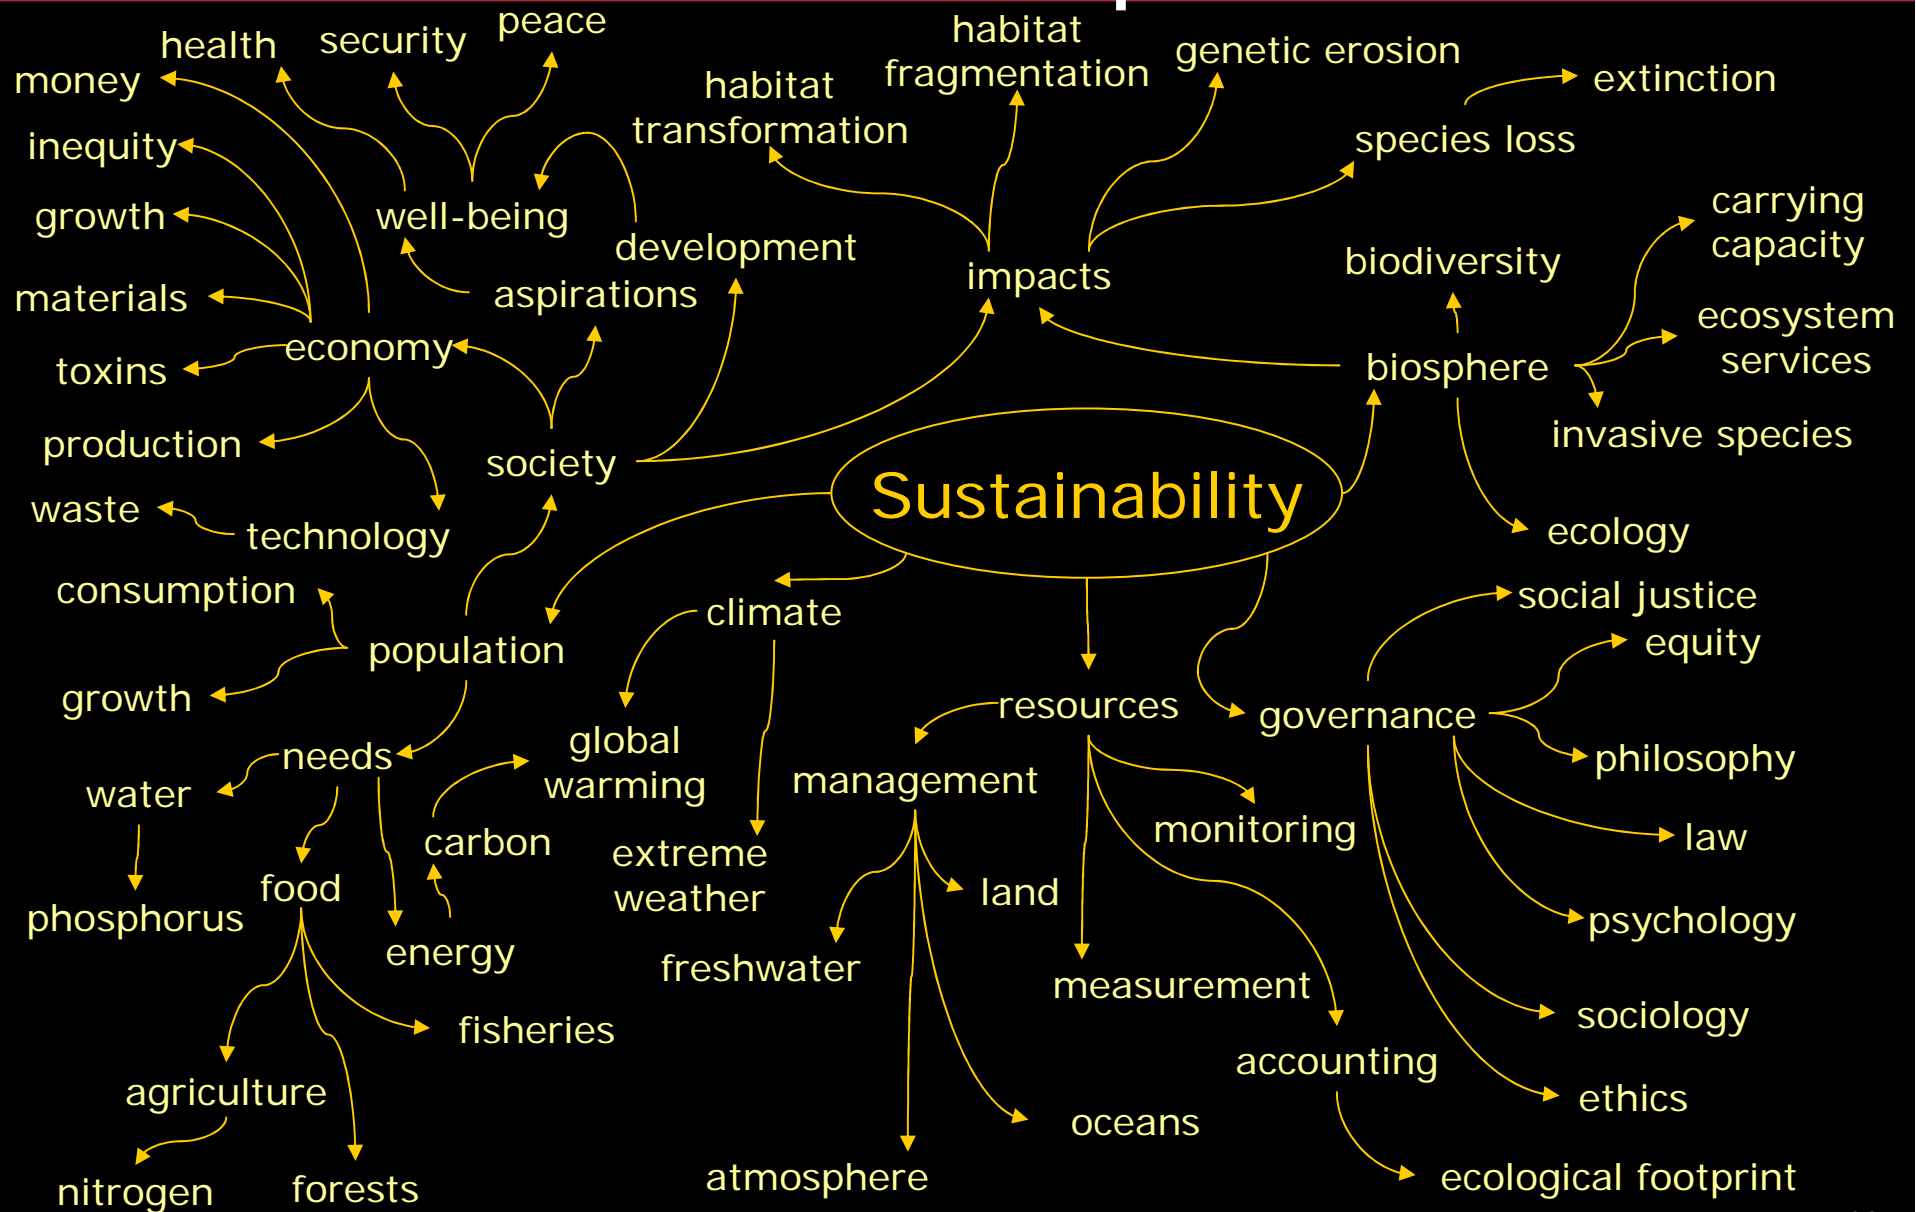 peace
health
security
money
habitat
fragmentation
genetic erosion
extinction
habitat
transformation
inequity
species loss
growth
well-being
carrying
capacity
development
biodiversity
impacts
materials
aspirations
ecosystem
services
economy
toxins
biosphere
production
society
invasive species
Sustainability
waste
technology
ecology
consumption
climate
social justice
population
equity
growth
resources
governance
needs
global
warming
management
philosophy
water
carbon
monitoring
law
extreme
weather
food
land
phosphorus
psychology
energy
freshwater
measurement
fisheries
sociology
accounting
agriculture
ethics
oceans
nitrogen
forests
atmosphere
ecological footprint